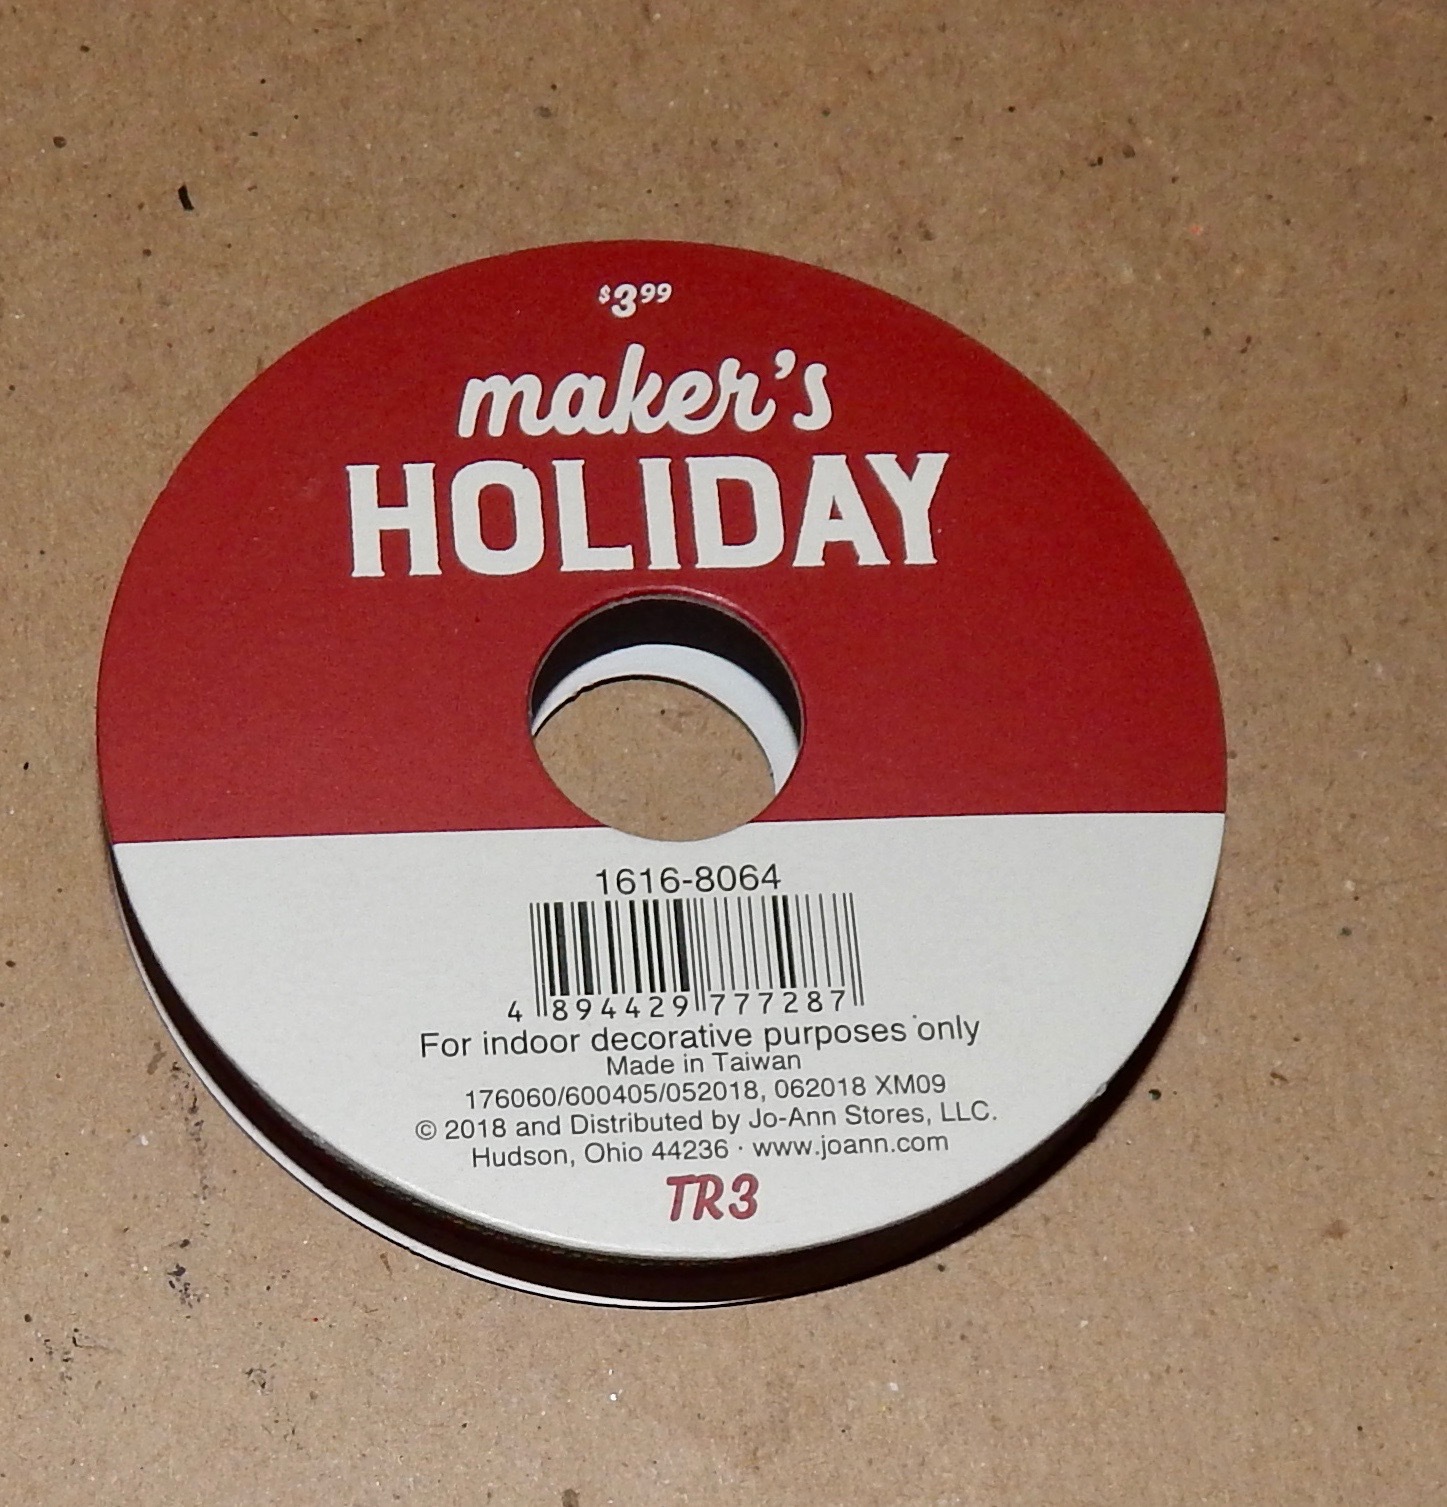 $3.99
maker's
HOLIDAY
1616-8064
4 894429 777287
For indoor decorative purposes only
Made in Taiwan
176060/600405/052018, 062018 XM09
© 2018 and Distributed by Jo-Ann Stores, LLC.
Hudson, Ohio 44236 · www.joann.com
TR3